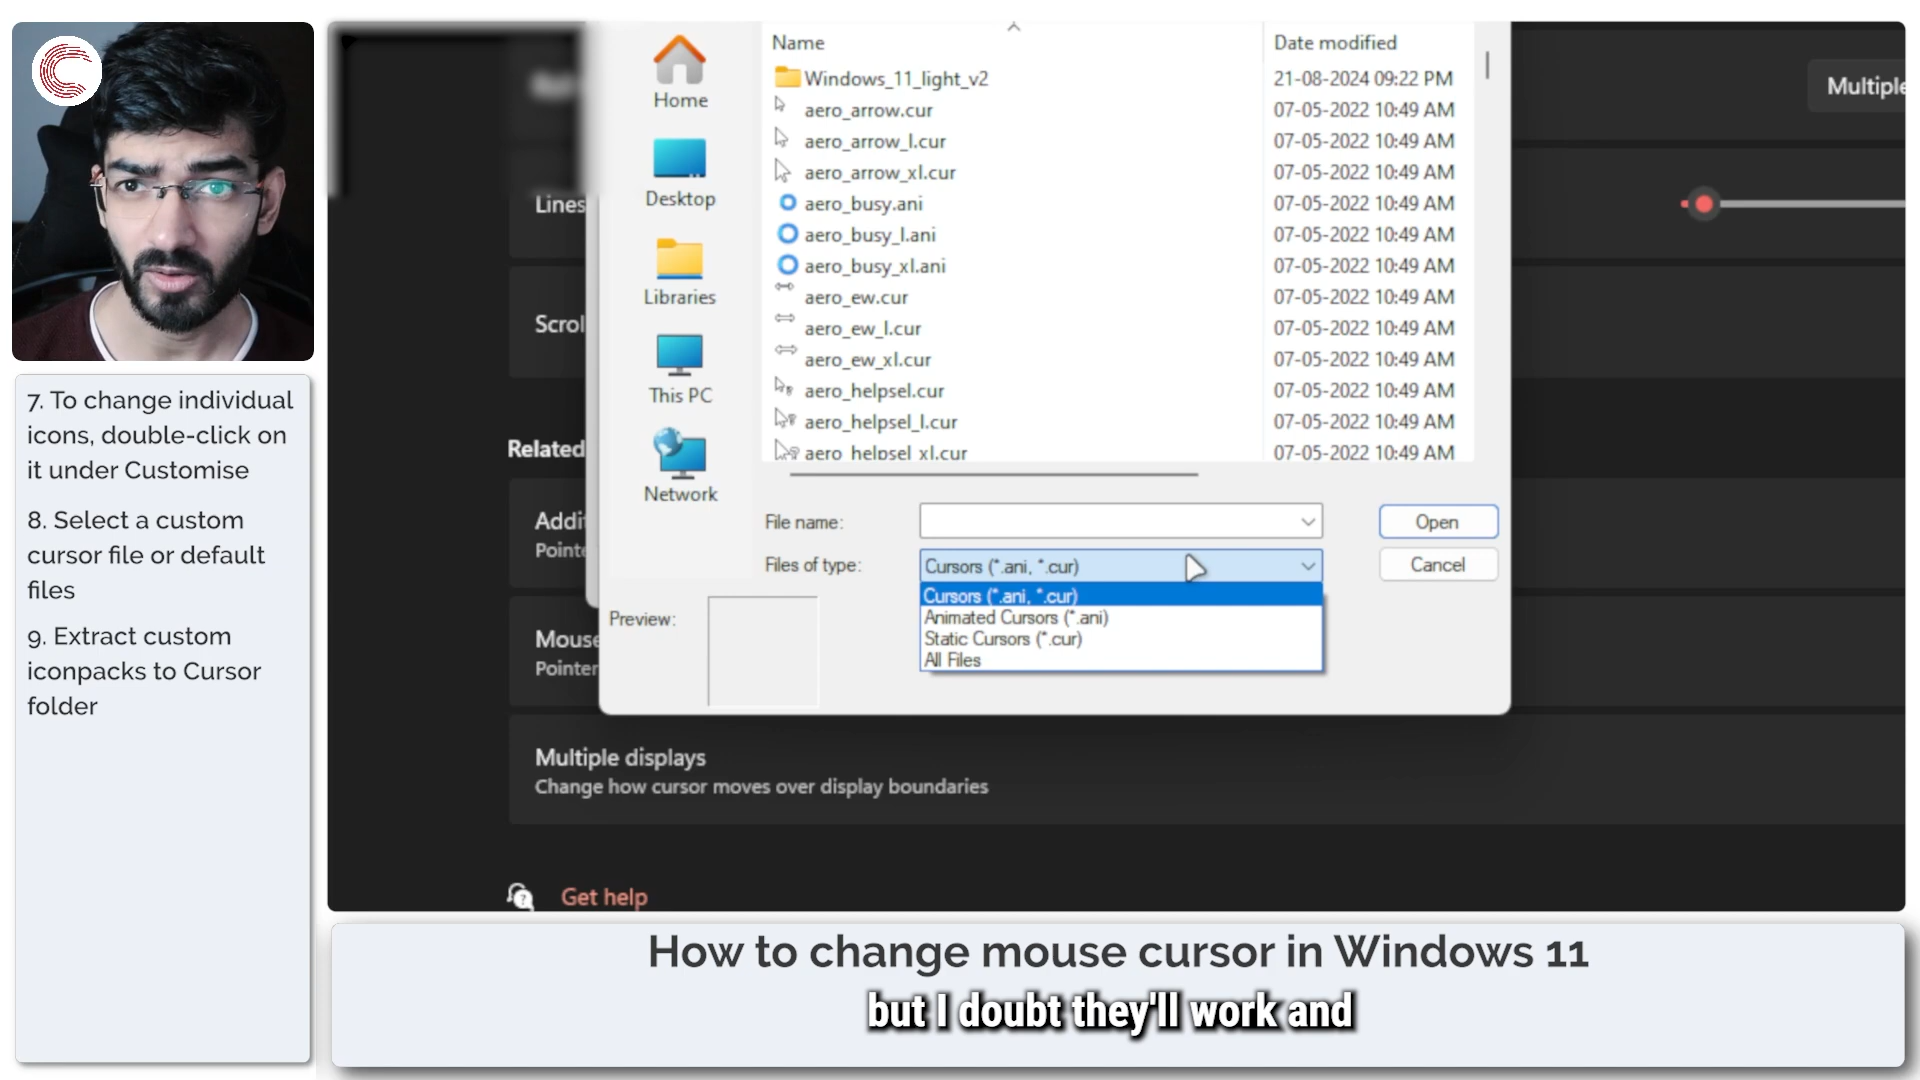 7. To change individual
icons, double-click on
it under Customise
8. Select a custom
cursor file or default
files
9. Extract custom
iconpacks to Cursor
folder
Lines
Scrol
Related
Addi
Pointe
Mouse
Pointer
Multiple displays
Change how cursor moves over display boundaries
Get help
Multiple
Home
Desktop
Libraries
This PC
Network
Name Date modified
Windows_11_light_v2 21-08-2024 09:22 PM
aero_arrow.cur 07-05-2022 10:49 AM
aero_arrow_l.cur 07-05-2022 10:49 AM
aero_arrow_xl.cur 07-05-2022 10:49 AM
aero_busy.ani 07-05-2022 10:49 AM
aero_busy_l.ani 07-05-2022 10:49 AM
aero_busy_xl.ani 07-05-2022 10:49 AM
aero_ew.cur 07-05-2022 10:49 AM
aero_ew_l.cur 07-05-2022 10:49 AM
aero_ew_xl.cur 07-05-2022 10:49 AM
aero_helpsel.cur 07-05-2022 10:49 AM
aero_helpsel_l.cur 07-05-2022 10:49 AM
aero_helpsel_xl.cur 07-05-2022 10:49 AM
File name: Open
Files of type: Cursors (*.ani, *.cur) Cancel
Cursors (*.ani, *.cur)
Animated Cursors (*.ani)
Static Cursors (*.cur)
All Files
Preview:
How to change mouse cursor in Windows 11
but I doubt they'll work and